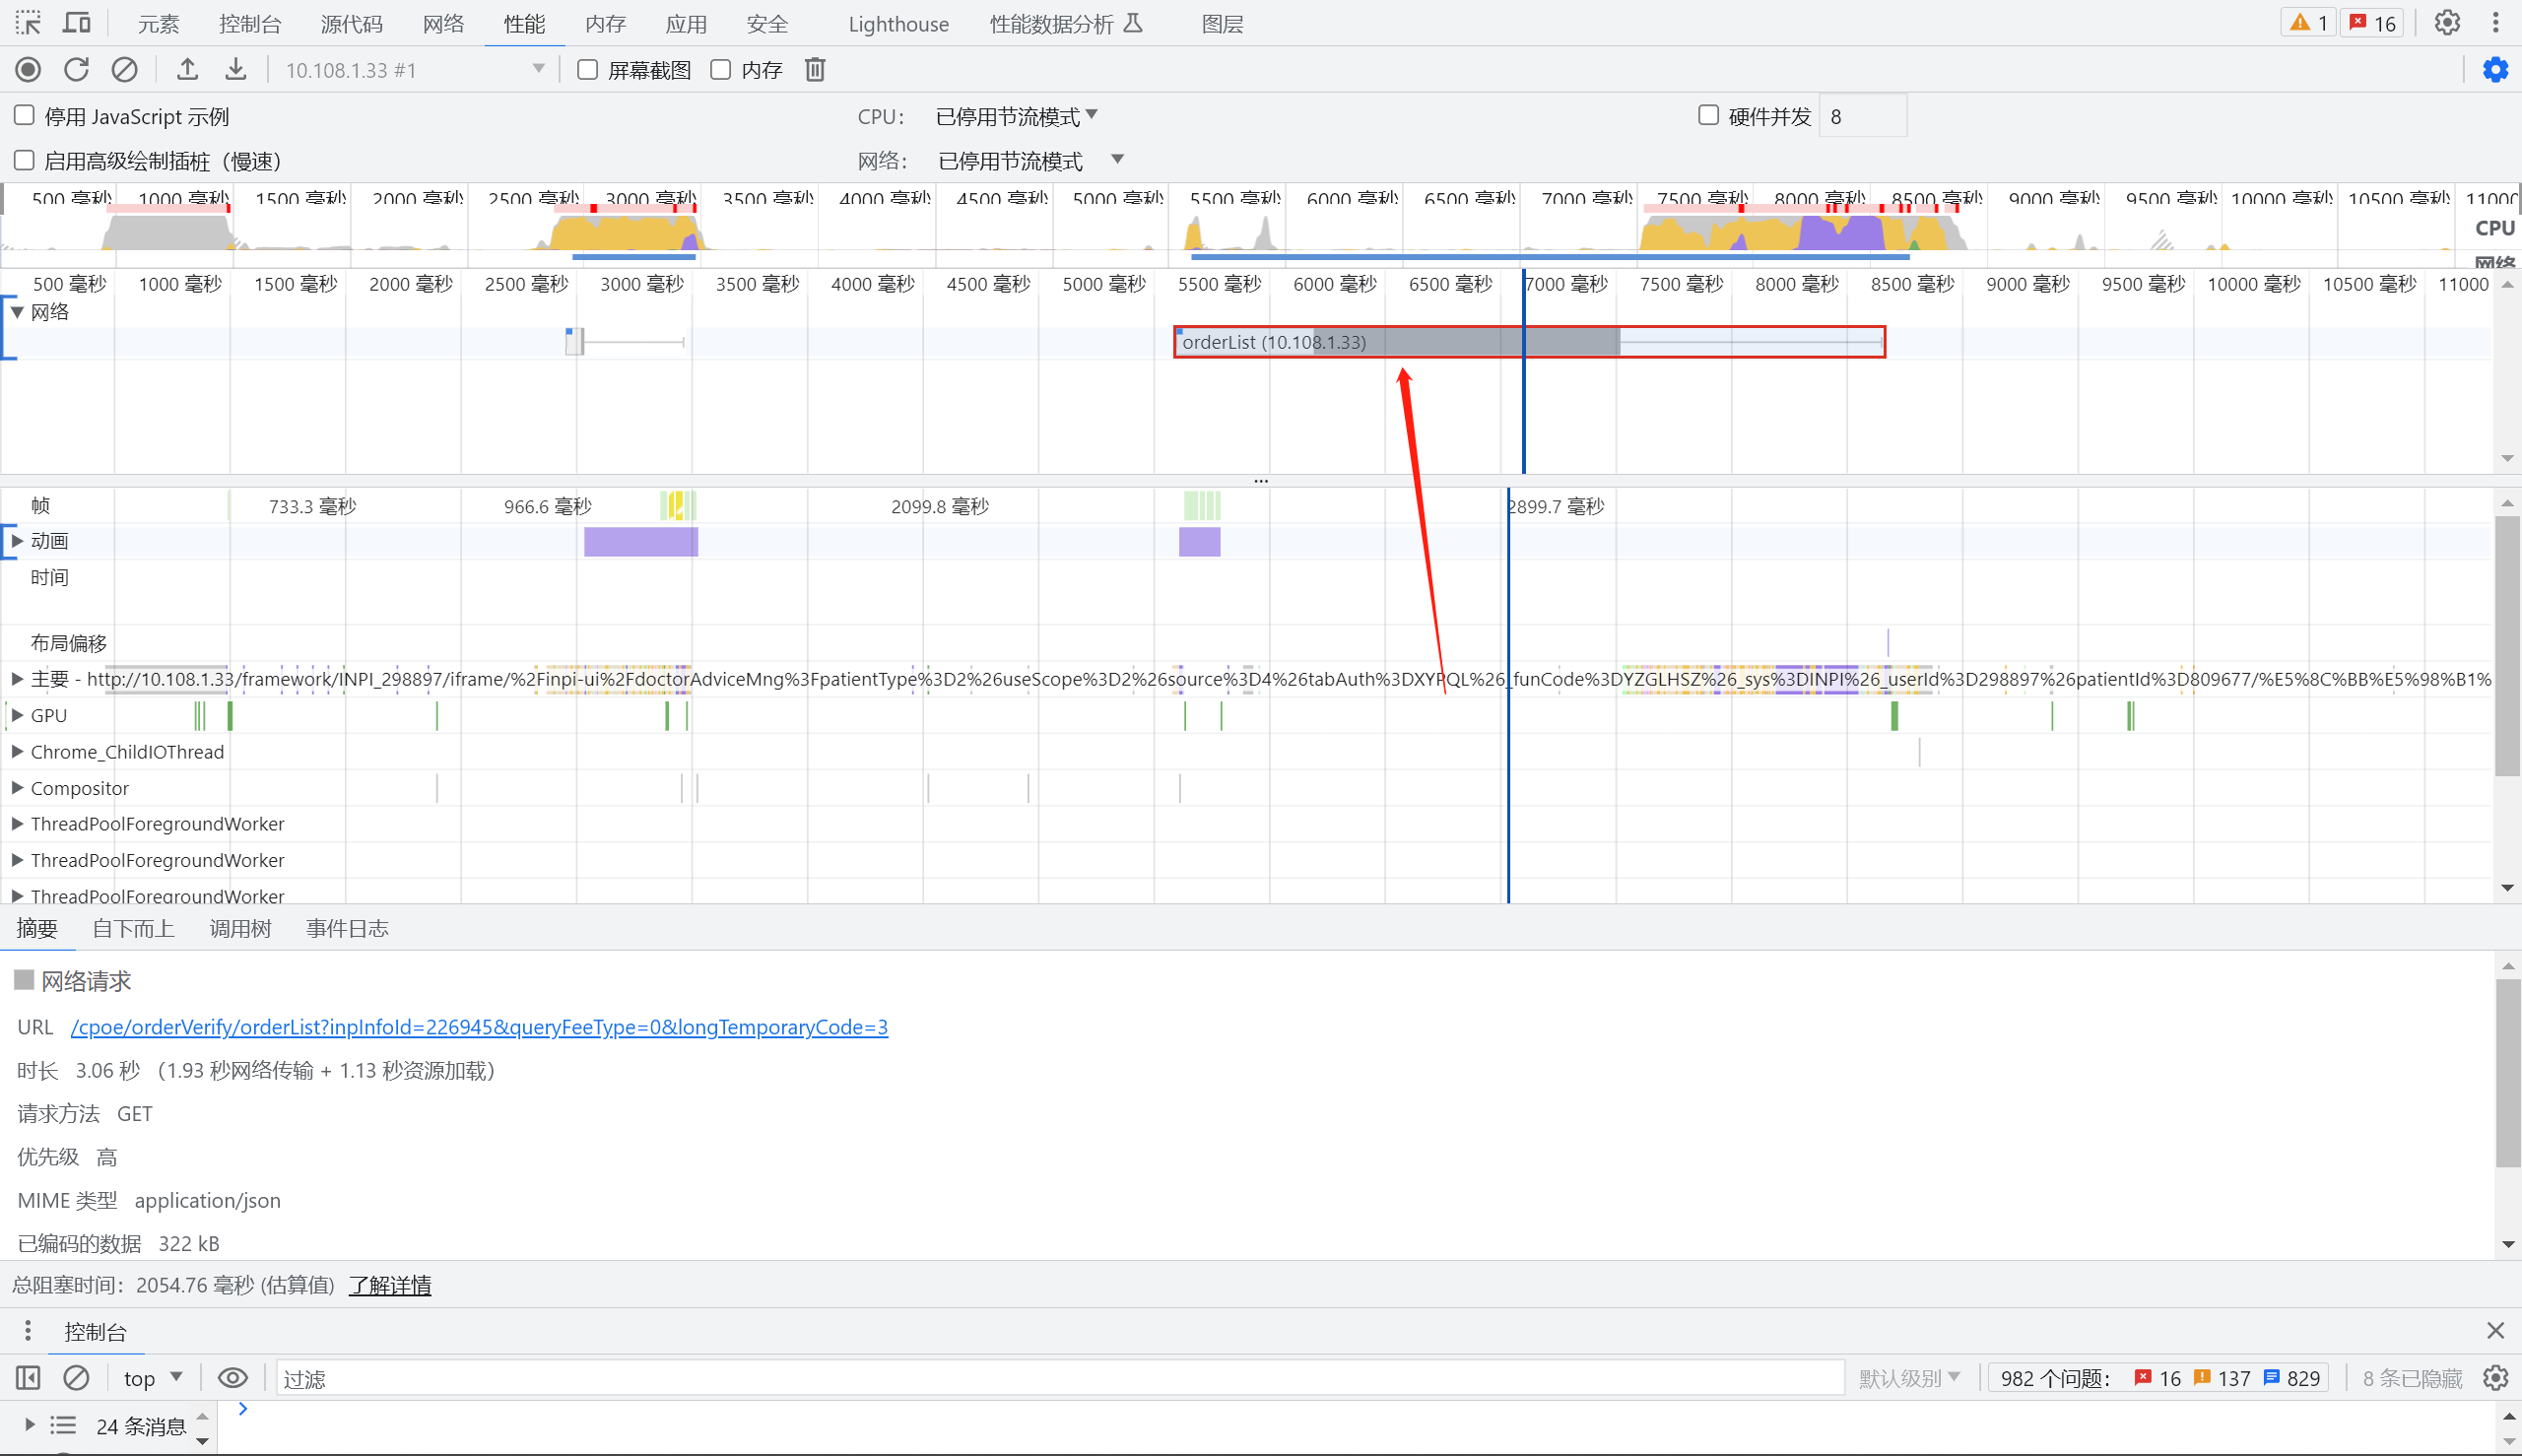 元素 控制台 源代码 网络 性能 内存 应用 安全 Lighthouse 性能数据分析 图层 1 16
10.108.1.33 #1 屏幕截图 内存
停用 JavaScript 示例 CPU： 已停用节流模式 硬件并发 8
启用高级绘制插桩（慢速） 网络： 已停用节流模式
500 毫秒 1000 毫秒 1500 毫秒 2000 毫秒 2500 毫秒 3000 毫秒 3500 毫秒 4000 毫秒 4500 毫秒 5000 毫秒 5500 毫秒 6000 毫秒 6500 毫秒 7000 毫秒 7500 毫秒 8000 毫秒 8500 毫秒 9000 毫秒 9500 毫秒 10000 毫秒 10500 毫秒 1100
CPU
网络
500 毫秒 1000 毫秒 1500 毫秒 2000 毫秒 2500 毫秒 3000 毫秒 3500 毫秒 4000 毫秒 4500 毫秒 5000 毫秒 5500 毫秒 6000 毫秒 6500 毫秒 7000 毫秒 7500 毫秒 8000 毫秒 8500 毫秒 9000 毫秒 9500 毫秒 10000 毫秒 10500 毫秒 11000
网络
orderList (10.108.1.33)
帧 733.3 毫秒 966.6 毫秒 2099.8 毫秒 2899.7 毫秒
动画
时间
布局偏移
主要 - http://10.108.1.33/framework/INPI_298897/iframe/%2Finpi-ui%2FdoctorAdviceMng%3FpatientType%3D2%26useScope%3D2%26source%3D4%26tabAuth%3DXYPQL%26_funCode%3DYZGLHSZ%26_sys%3DINPI%26_userId%3D298897%26patientId%3D809677/%E5%8C%BB%E5%98%B1%
GPU
Chrome_ChildIOThread
Compositor
ThreadPoolForegroundWorker
ThreadPoolForegroundWorker
ThreadPoolForegroundWorker
摘要 自下而上 调用树 事件日志
网络请求
URL /cpoe/orderVerify/orderList?inpInfoId=226945&queryFeeType=0&longTemporaryCode=3
时长 3.06 秒 （1.93 秒网络传输 + 1.13 秒资源加载）
请求方法 GET
优先级 高
MIME 类型 application/json
已编码的数据 322 kB
总阻塞时间：2054.76 毫秒 (估算值) 了解详情
控制台
top 过滤 默认级别 982 个问题： 16 137 829 8 条已隐藏
24 条消息